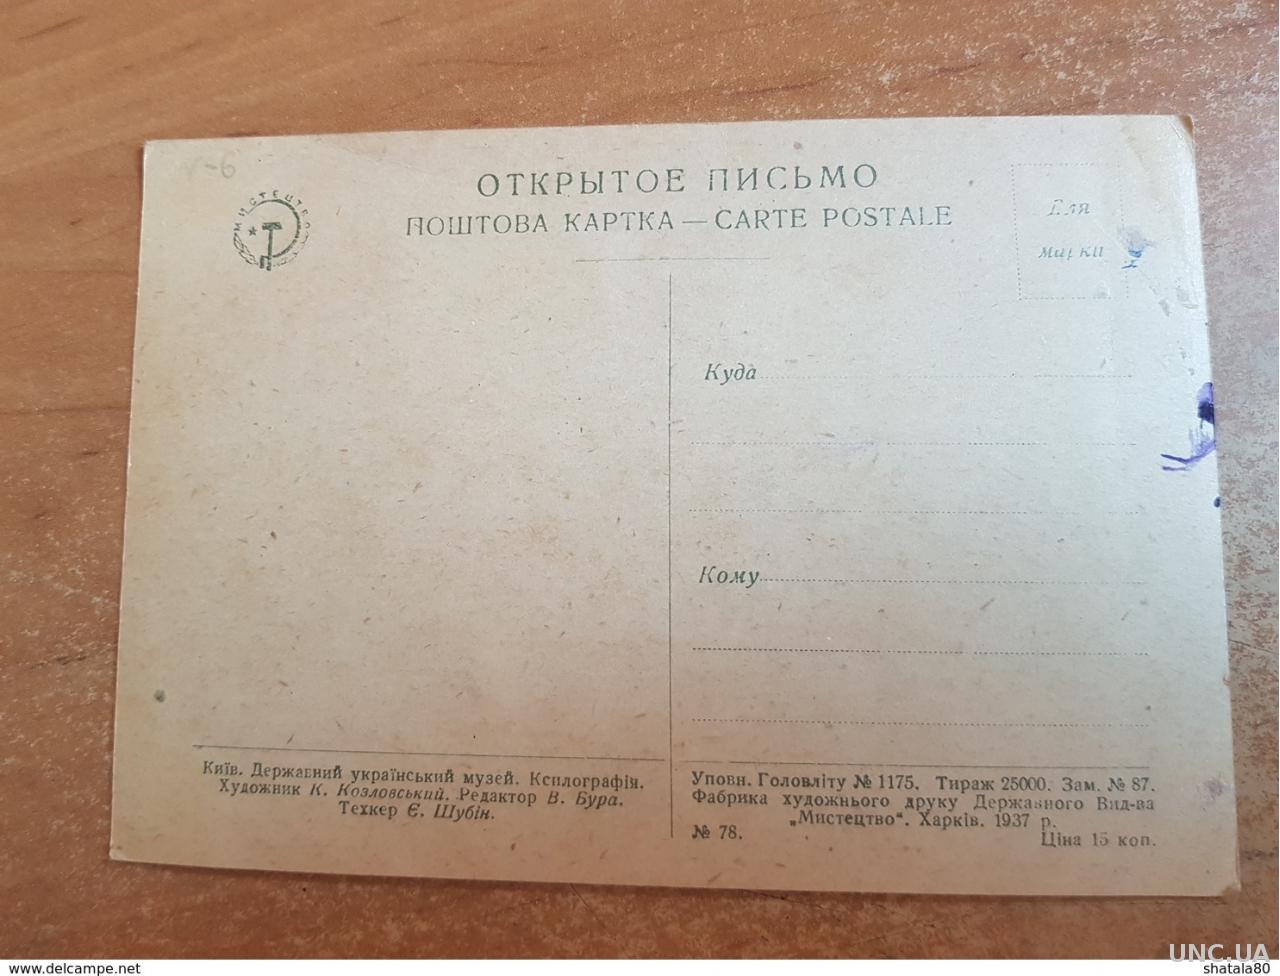 v-6
МИСТЕЦТВО
ОТКРЫТОЕ ПИСЬМО
ПОШТОВА КАРТКА — CARTE POSTALE
Для
марки
Куда
Кому
Київ. Державний український музей. Ксилографія.
Художник К. Козловський. Редактор В. Бура.
Техкер Є. Шубін.
Уповн. Головліту № 1175. Тираж 25000. Зам. № 87.
Фабрика художнього друку Державного Вид-ва
„Мистецтво“. Харків. 1937 р.
№ 78.
Ціна 15 коп.
UNC.UA
www.delcampe.net
shatala80